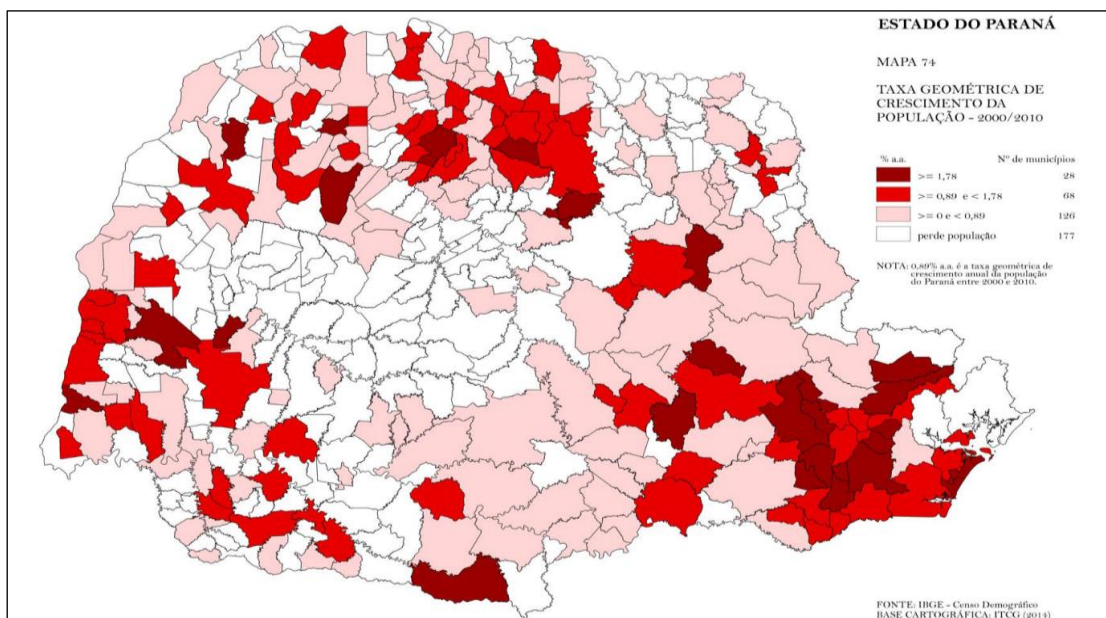 ESTADO DO PARANÁ
MAPA 74
TAXA GEOMÉTRICA DE
CRESCIMENTO DA
POPULAÇÃO - 2000/2010
% a.a. Nº de municípios
>= 1,78 28
>= 0,89 e < 1,78 68
>= 0 e < 0,89 126
perde população 177
NOTA: 0,89% a.a. é a taxa geométrica de
crescimento anual da população
do Paraná entre 2000 e 2010.
FONTE: IBGE - Censo Demográfico
BASE CARTOGRÁFICA: ITCG (2014)